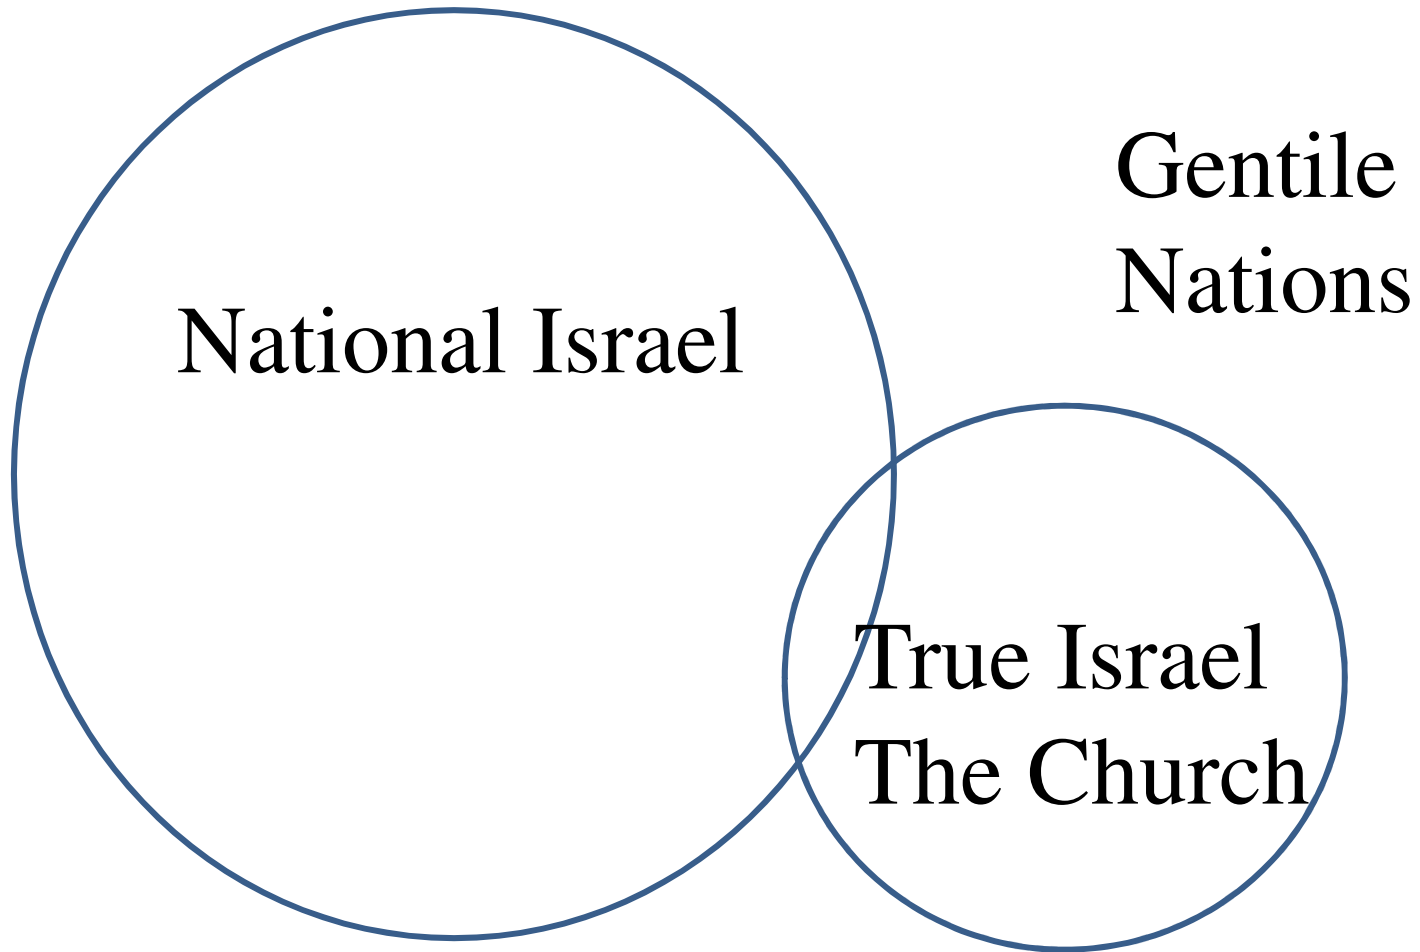 Gentile
Nations
National Israel
True Israel
The Church